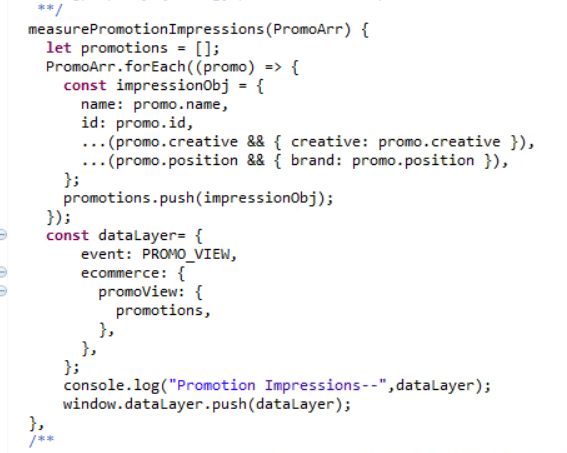 **/
measurePromotionImpressions(PromoArr) {
let promotions = [];
PromoArr.forEach((promo) => {
const impressionObj = {
name: promo.name,
id: promo.id,
...(promo.creative && { creative: promo.creative }),
...(promo.position && { brand: promo.position }),
};
promotions.push(impressionObj);
});
const dataLayer= {
event: PROMO_VIEW,
ecommerce: {
promoView: {
promotions,
},
},
};
console.log("Promotion Impressions--",dataLayer);
window.dataLayer.push(dataLayer);
},
/**